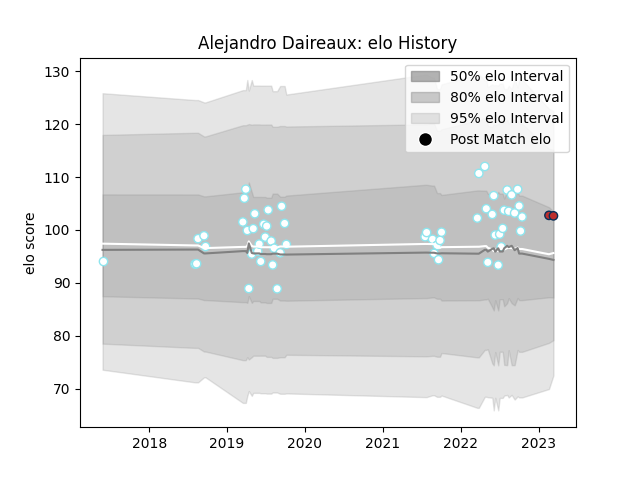 Alejandro Daireaux: elo History
130
120
110
100
90
80
70
elo score
50% elo Interval
80% elo Interval
95% elo Interval
Post Match elo
2018
2019
2020
2021
2022
2023